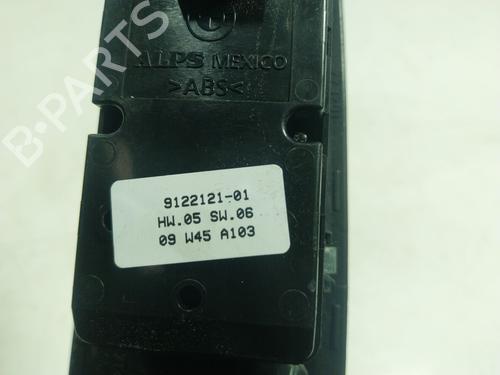 ALPS MEXICO
>ABS<
9122121-01
HW.05 SW.06
09 W45 A103
B-PARTS